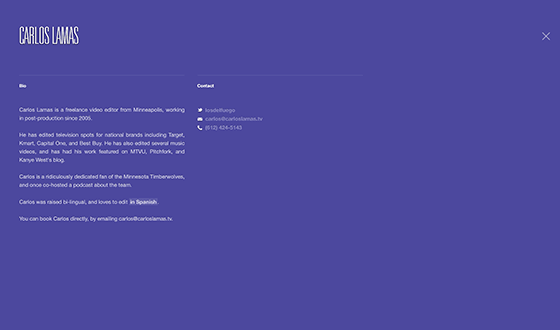 CARLOS LAMAS
Bio
Contact
Carlos Lamas is a freelance video editor from Minneapolis, working
in post-production since 2005.
He has edited television spots for national brands including Target,
Kmart, Capital One, and Best Buy. He has also edited several music
videos, and has had his work featured on MTVU, Pitchfork, and
Kanye West's blog.
Carlos is a ridiculously dedicated fan of the Minnesota Timberwolves,
and once co-hosted a podcast about the team.
Carlos was raised bi-lingual, and loves to edit in Spanish.
You can book Carlos directly, by emailing carlos@carloslamas.tv.
losdelfuego
carlos@carloslamas.tv
(612) 424-5143